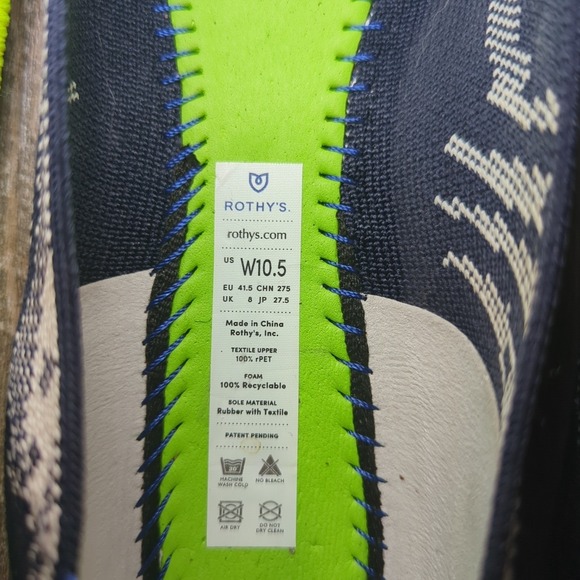 ROTHY'S.
rothys.com
US W10.5
EU 41.5 CHN 275
UK 8 JP 27.5
Made in China
Rothy's, Inc.
TEXTILE UPPER
100% rPET
FOAM
100% Recyclable
SOLE MATERIAL
Rubber with Textile
PATENT PENDING
30°
MACHINE WASH COLD
NO BLEACH
AIR DRY
DO NOT DRY CLEAN